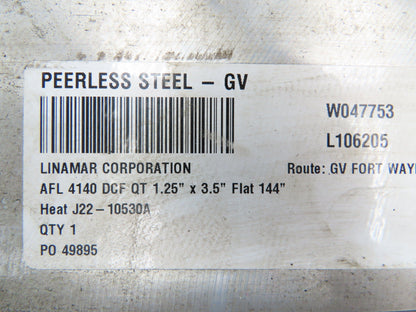 PEERLESS STEEL – GV
W047753
L106205
LINAMAR CORPORATION Route: GV FORT WAY
AFL 4140 DCF QT 1.25" x 3.5" Flat 144"
Heat J22–10530A
QTY 1
PO 49895